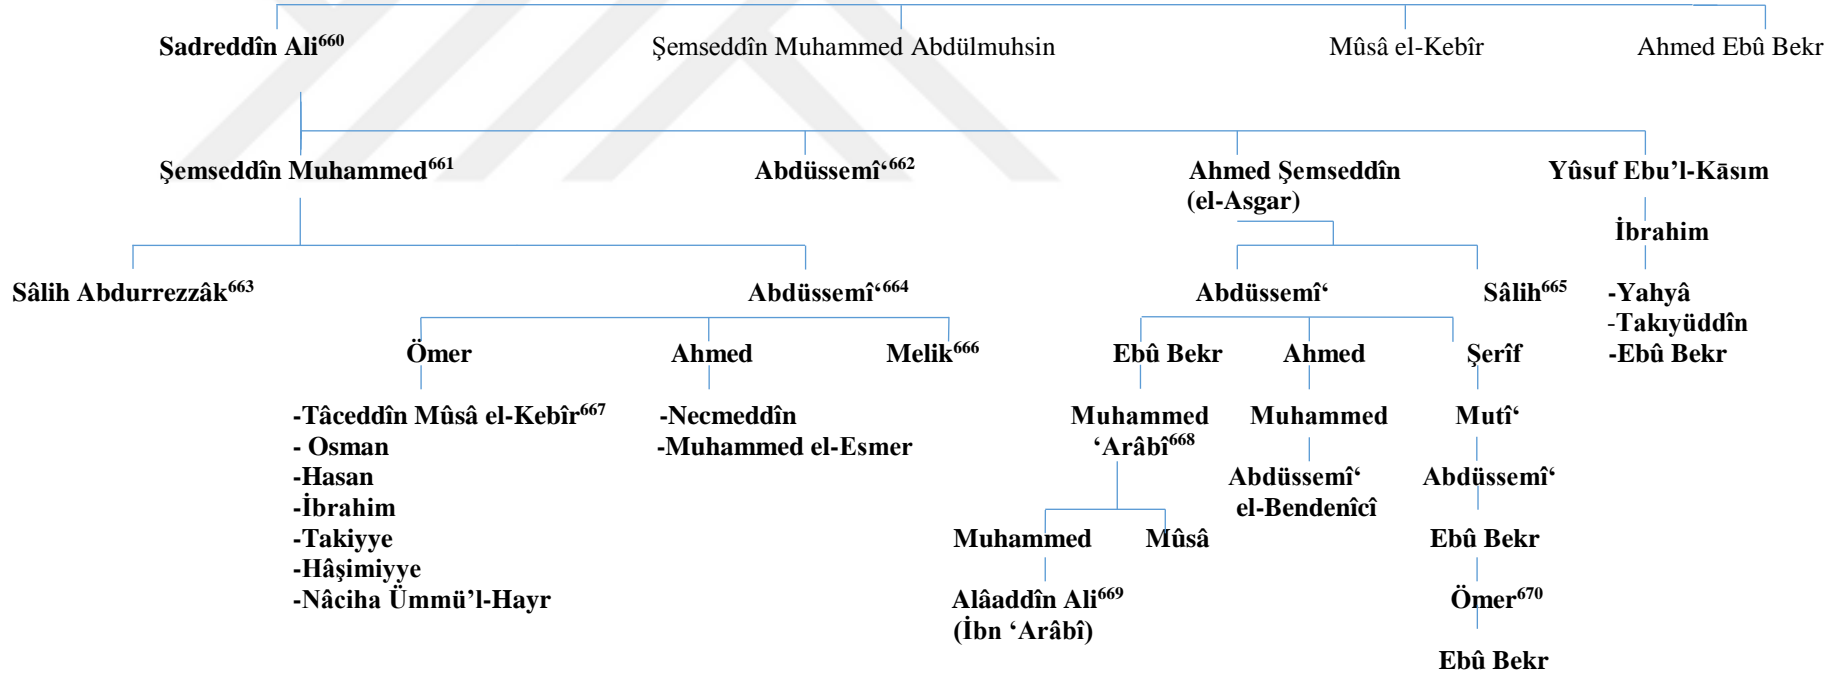 Sadreddîn Ali660 Şemseddîn Muhammed Abdülmuhsin Mûsâ el-Kebîr Ahmed Ebû Bekr
Şemseddîn Muhammed661 Abdüssemî‘662 Ahmed Şemseddîn Yûsuf Ebu’l-Kāsım
(el-Asgar)
İbrahim
Sâlih Abdurrezzâk663 Abdüssemî‘664 Abdüssemî‘ Sâlih665 -Yahyâ
-Takıyüddîn
Ömer Ahmed Melik666 Ebû Bekr Ahmed Şerîf -Ebû Bekr
-Tâceddîn Mûsâ el-Kebîr667 -Necmeddîn Muhammed Muhammed Mutî‘
- Osman -Muhammed el-Esmer ‘Arâbî668
-Hasan Abdüssemî‘ Abdüssemî‘
-İbrahim el-Bendenîcî
-Takiyye Muhammed Mûsâ Ebû Bekr
-Hâşimiyye
-Nâciha Ümmü’l-Hayr Alâaddîn Ali669 Ömer670
(İbn ‘Arâbî)
Ebû Bekr